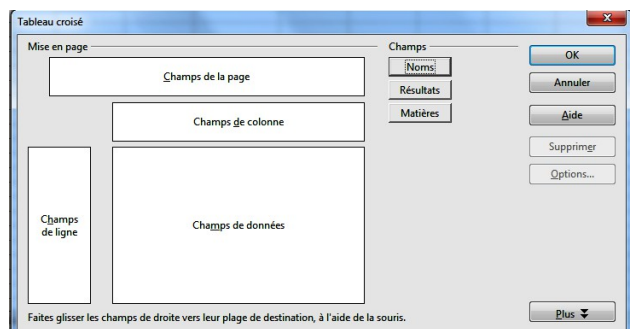 Tableau croisé
Mise en page
Champs de la page
Champs de colonne
Champs
de ligne
Champs de données
Champs
Noms
Résultats
Matières
OK
Annuler
Aide
Supprimer
Options...
Faites glisser les champs de droite vers leur plage de destination, à l'aide de la souris.
Plus